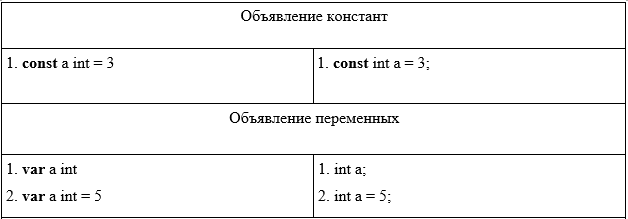 Объявление констант
1. const a int = 3
1. const int a = 3;
Объявление переменных
1. var a int
2. var a int = 5
1. int a;
2. int a = 5;